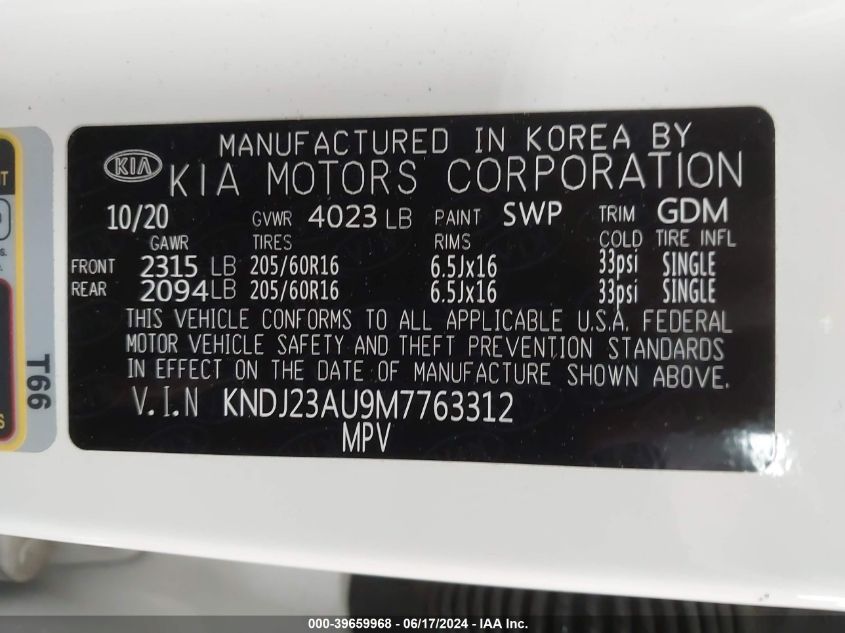 MANUFACTURED IN KOREA BY
KIA KIA MOTORS CORPORATION
10/20 GVWR 4023 LB PAINT SWP TRIM GDM
GAWR TIRES RIMS COLD TIRE INFL
FRONT 2315 LB 205/60R16 6.5Jx16 33psi SINGLE
REAR 2094LB 205/60R16 6.5Jx16 33psi SINGLE
THIS VEHICLE CONFORMS TO ALL APPLICABLE U.S.A. FEDERAL
MOTOR VEHICLE SAFETY AND THEFT PREVENTION STANDARDS
IN EFFECT ON THE DATE OF MANUFACTURE SHOWN ABOVE.
V.I.N KNDJ23AU9M7763312
MPV
T66
000-39659968 - 06/17/2024 - IAA Inc.